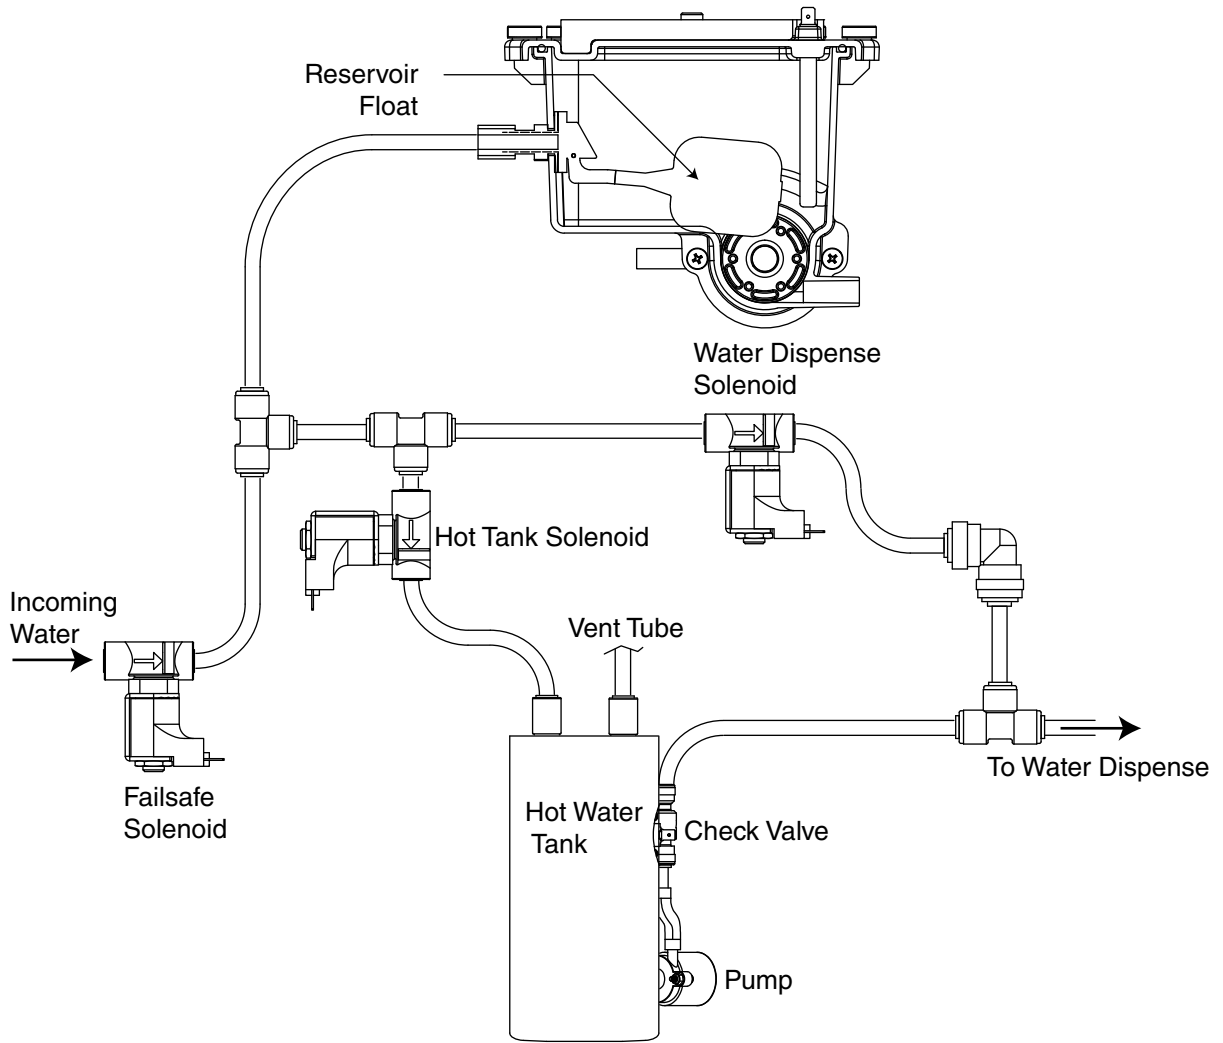 Reservoir
Float
Water Dispense
Solenoid
Hot Tank Solenoid
Incoming
Water
Vent Tube
To Water Dispense
Failsafe
Solenoid
Hot Water
Tank
Check Valve
Pump